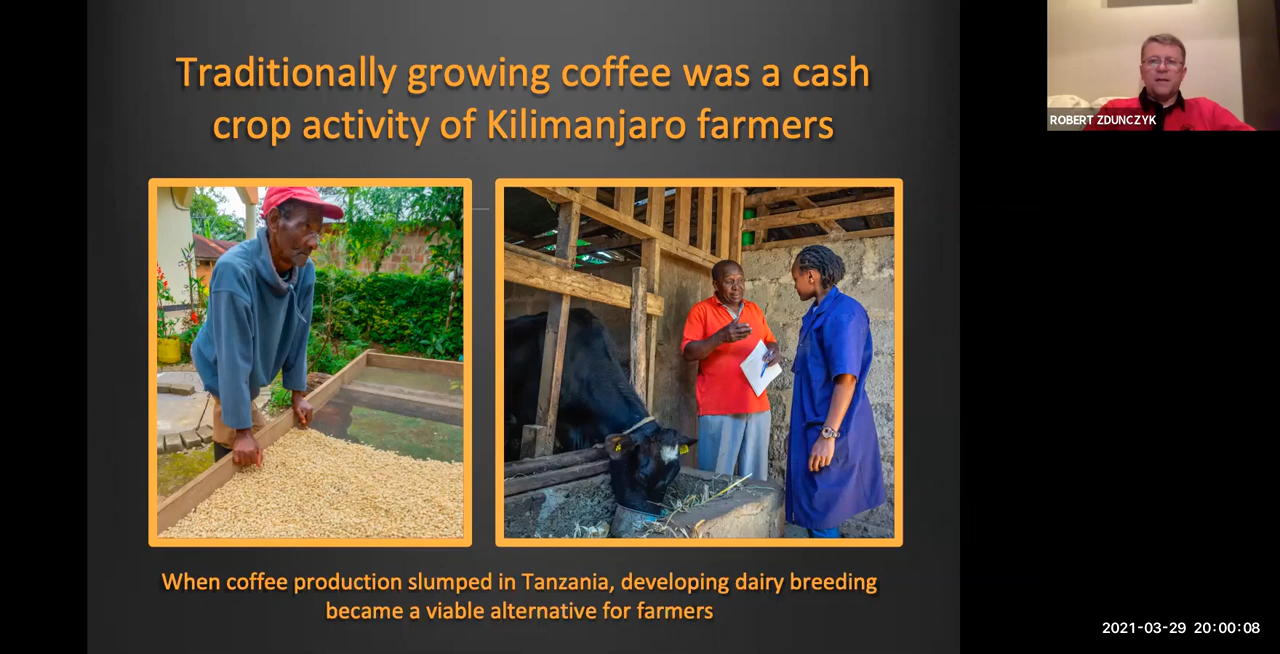 Traditionally growing coffee was a cash
crop activity of Kilimanjaro farmers
ROBERT ZDUNCZYK
When coffee production slumped in Tanzania, developing dairy breeding
became a viable alternative for farmers
2021-03-29 20:00:08